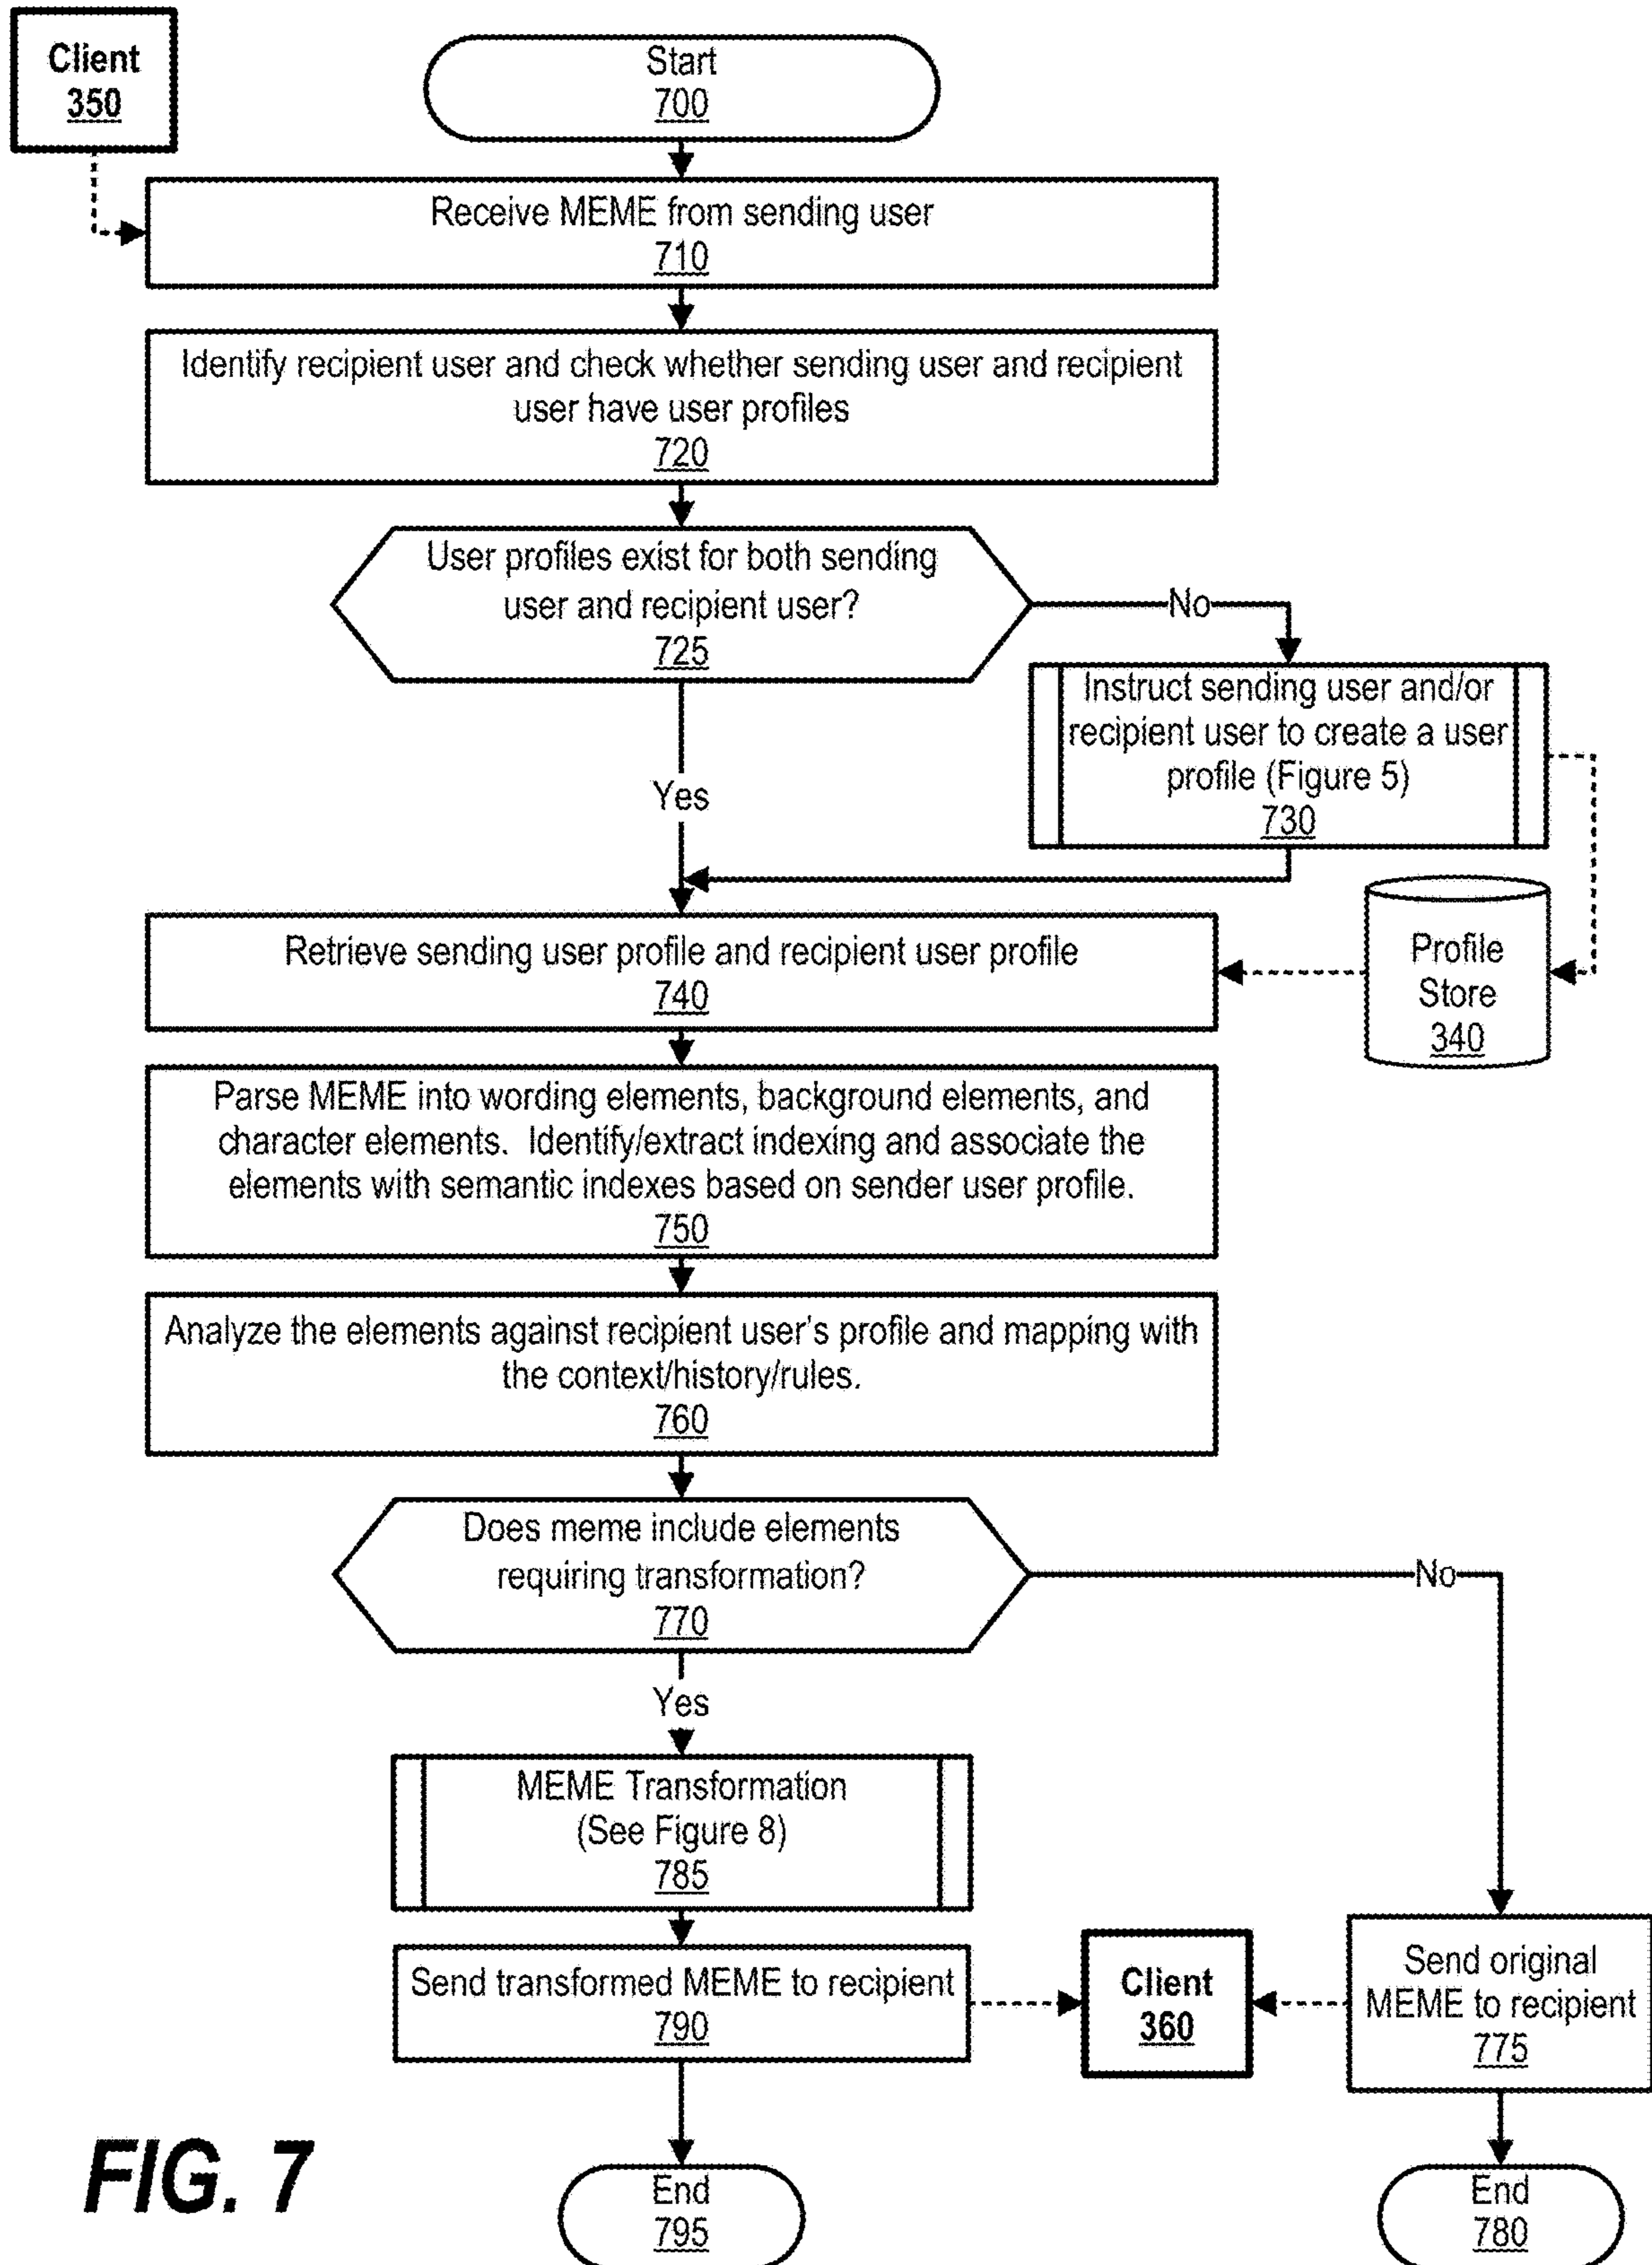 Client
350
Start
700
Receive MEME from sending user
710
Identify recipient user and check whether sending user and recipient
user have user profiles
720
User profiles exist for both sending
user and recipient user?
725
No
Instruct sending user and/or
recipient user to create a user
profile (Figure 5)
730
Yes
Retrieve sending user profile and recipient user profile
740
Profile
Store
340
Parse MEME into wording elements, background elements, and
character elements. Identify/extract indexing and associate the
elements with semantic indexes based on sender user profile.
750
Analyze the elements against recipient user's profile and mapping with
the context/history/rules.
760
Does meme include elements
requiring transformation?
770
No
Yes
MEME Transformation
(See Figure 8)
785
Send transformed MEME to recipient
790
Client
360
Send original
MEME to recipient
775
End
795
End
780
FIG. 7